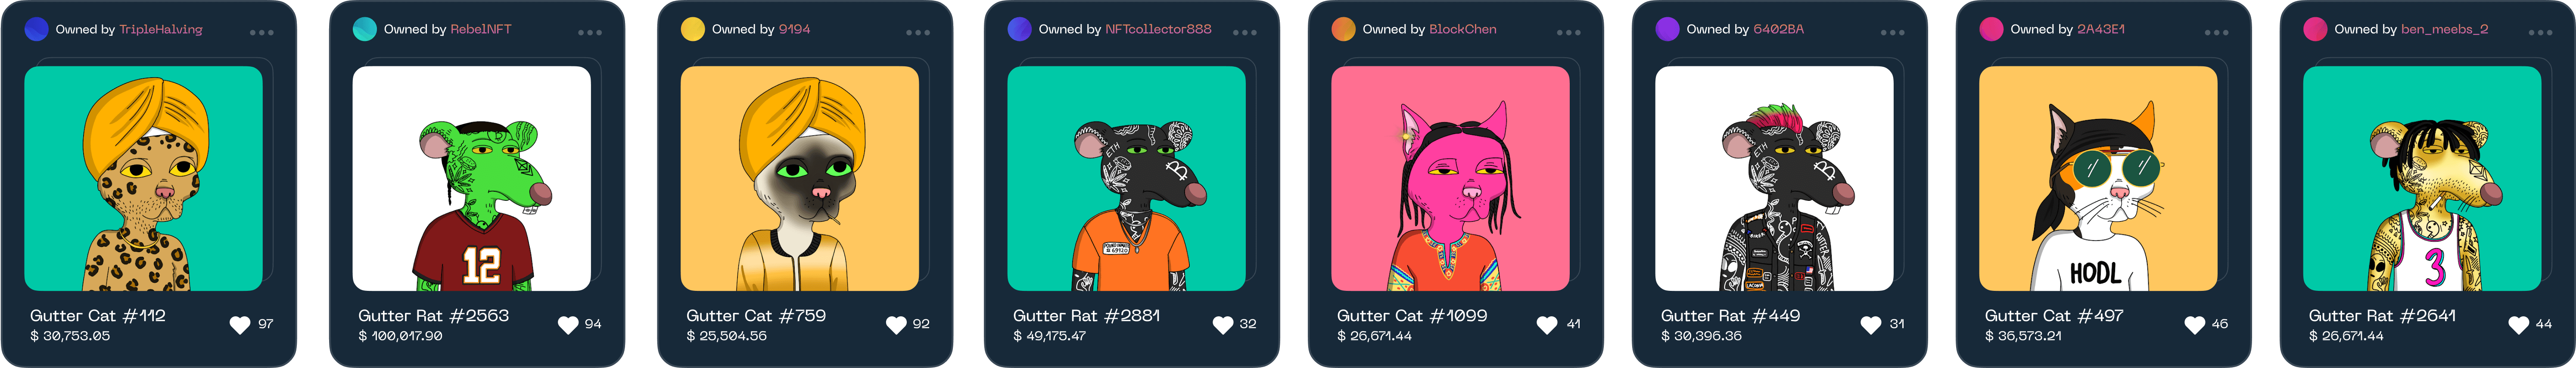 Owned by TripleHalving
Gutter Cat #112
$ 30,753.05
97
Owned by RebelNFT
12
Gutter Rat #2563
$ 100,017.90
94
Owned by 9194
Gutter Cat #759
$ 25,504.56
92
Owned by NFTcollector888
ETH
Gutter Rat #2881
$ 49,175.47
32
Owned by BlockChen
Gutter Cat #1099
$ 26,671.44
41
Owned by 6402BA
ETH
Gutter Rat #449
$ 30,396.36
31
Owned by 2A43E1
HODL
Gutter Cat #497
$ 36,573.21
46
Owned by ben_meebs_2
3
Gutter Rat #2641
$ 26,671.44
44